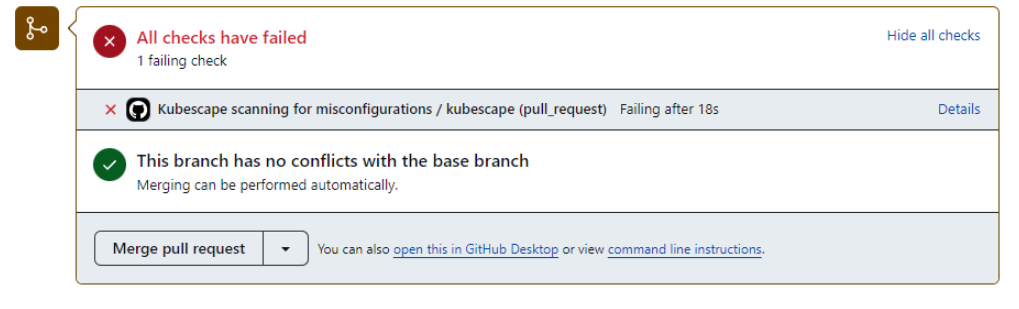 All checks have failed
Hide all checks
1 failing check
Kubescape scanning for misconfigurations / kubescape (pull_request) Failing after 18s
Details
This branch has no conflicts with the base branch
Merging can be performed automatically.
Merge pull request
You can also open this in GitHub Desktop or view command line instructions.